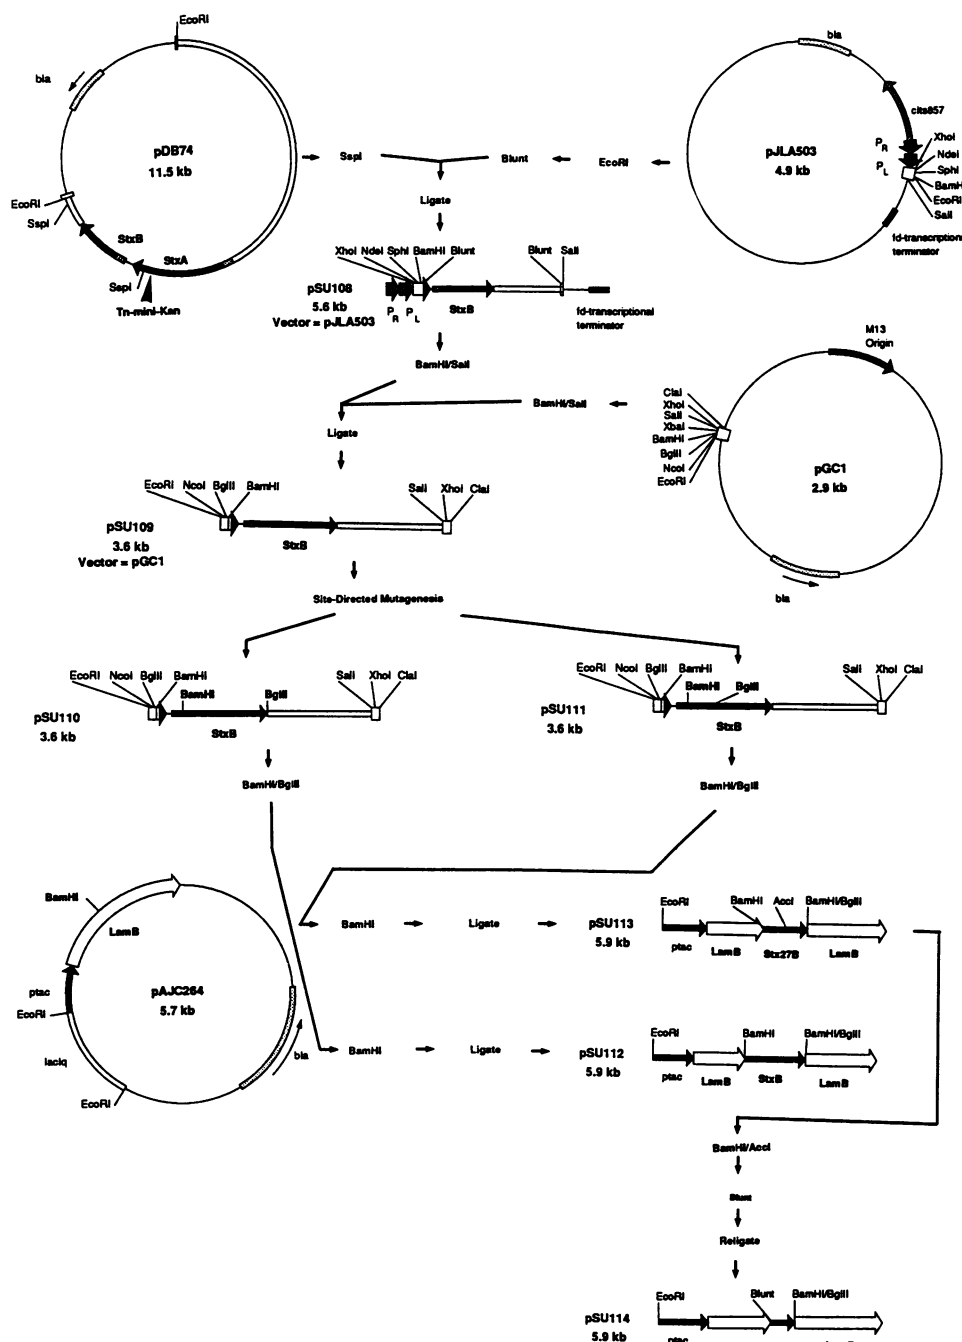 EcoRI
bla
pDB74
11.5 kb
EcoRI
SspI
StxB
StxA
SspI
Tn-mini-Kan
SspI
Blunt
EcoRI
Ligate
bla
cIts857
pJLA503
4.9 kb
PR
PL
XhoI
NdeI
SphI
BamHI
EcoRI
SalI
fd-transcriptional
terminator
XhoI NdeI SphI BamHI Blunt
Blunt SalI
pSU108
5.6 kb
Vector = pJLA503
PR PL
StxB
fd-transcriptional
terminator
BamHI/SalI
BamHI/SalI
Ligate
M13
Origin
ClaI
XhoI
SalI
XbaI
BamHI
BglII
NcoI
EcoRI
pGC1
2.9 kb
bla
EcoRI NcoI BglII BamHI
SalI XhoI ClaI
pSU109
3.6 kb
Vector = pGC1
StxB
Site-Directed Mutagenesis
EcoRI NcoI BglII BamHI
BamHI
BglII
SalI XhoI ClaI
pSU110
3.6 kb
StxB
BamHI/BglII
EcoRI NcoI BglII BamHI
BamHI
BglII
SalI XhoI ClaI
pSU111
3.6 kb
StxB
BamHI/BglII
BamHI
LamB
ptac
EcoRI
pAJC264
5.7 kb
lacIq
EcoRI
bla
BamHI
Ligate
pSU113
5.9 kb
EcoRI
BamHI AccI BamHI/BglII
ptac
LamB
Stx27B
LamB
BamHI
Ligate
pSU112
5.9 kb
EcoRI
BamHI
BamHI/BglII
ptac
LamB
StxB
LamB
BamHI/AccI
Blunt
Religate
pSU114
5.9 kb
EcoRI
Blunt
BamHI/BglII